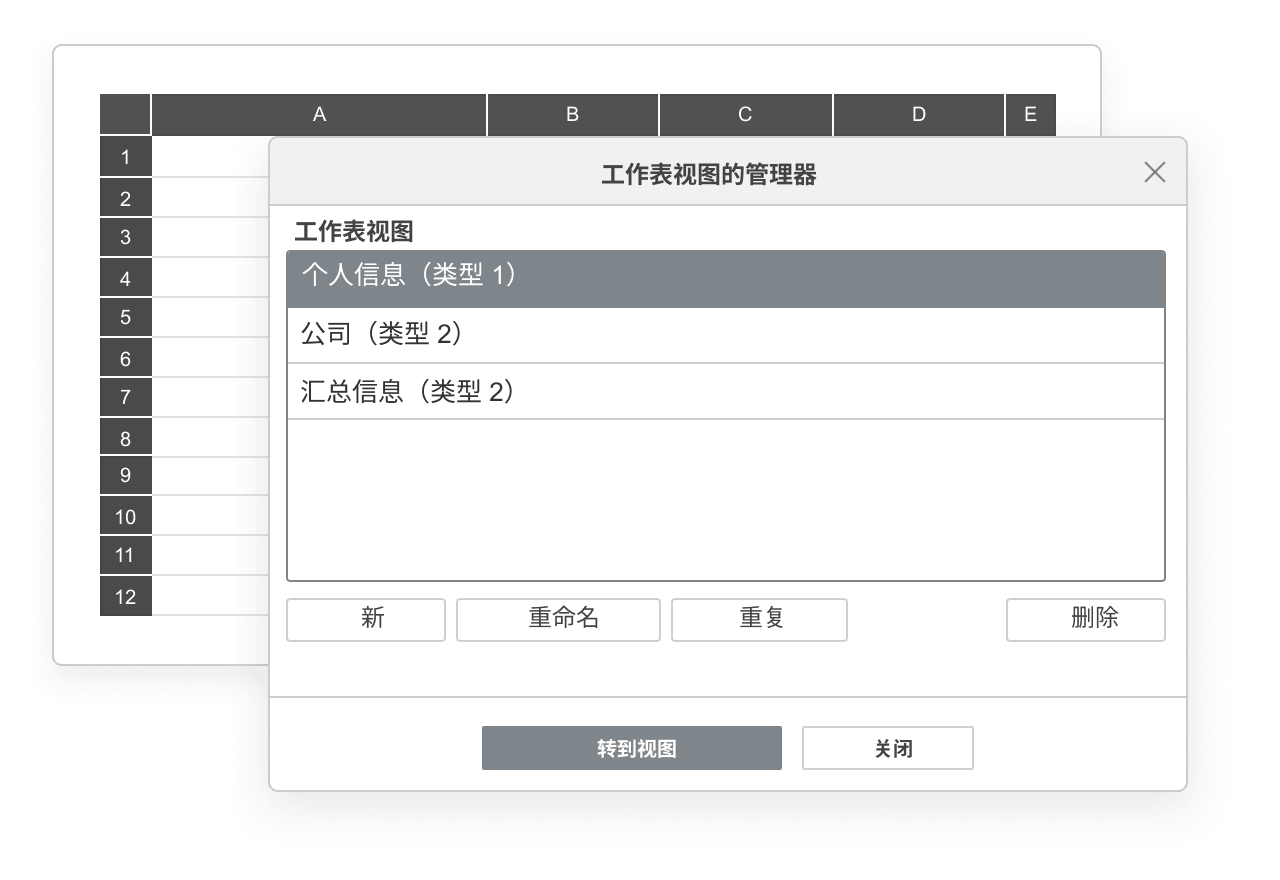 A B C D E
1
2
3
4
5
6
7
8
9
10
11
12
工作表视图的管理器
工作表视图
个人信息（类型 1）
公司（类型 2）
汇总信息（类型 2）
新 重命名 重复 删除
转到视图 关闭